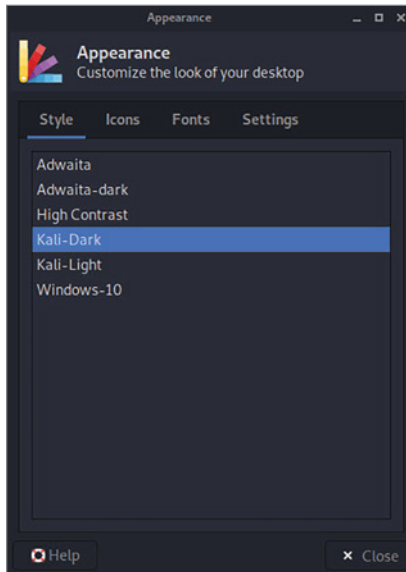 Appearance
Appearance
Customize the look of your desktop
Style Icons Fonts Settings
Adwaita
Adwaita-dark
High Contrast
Kali-Dark
Kali-Light
Windows-10
Help Close